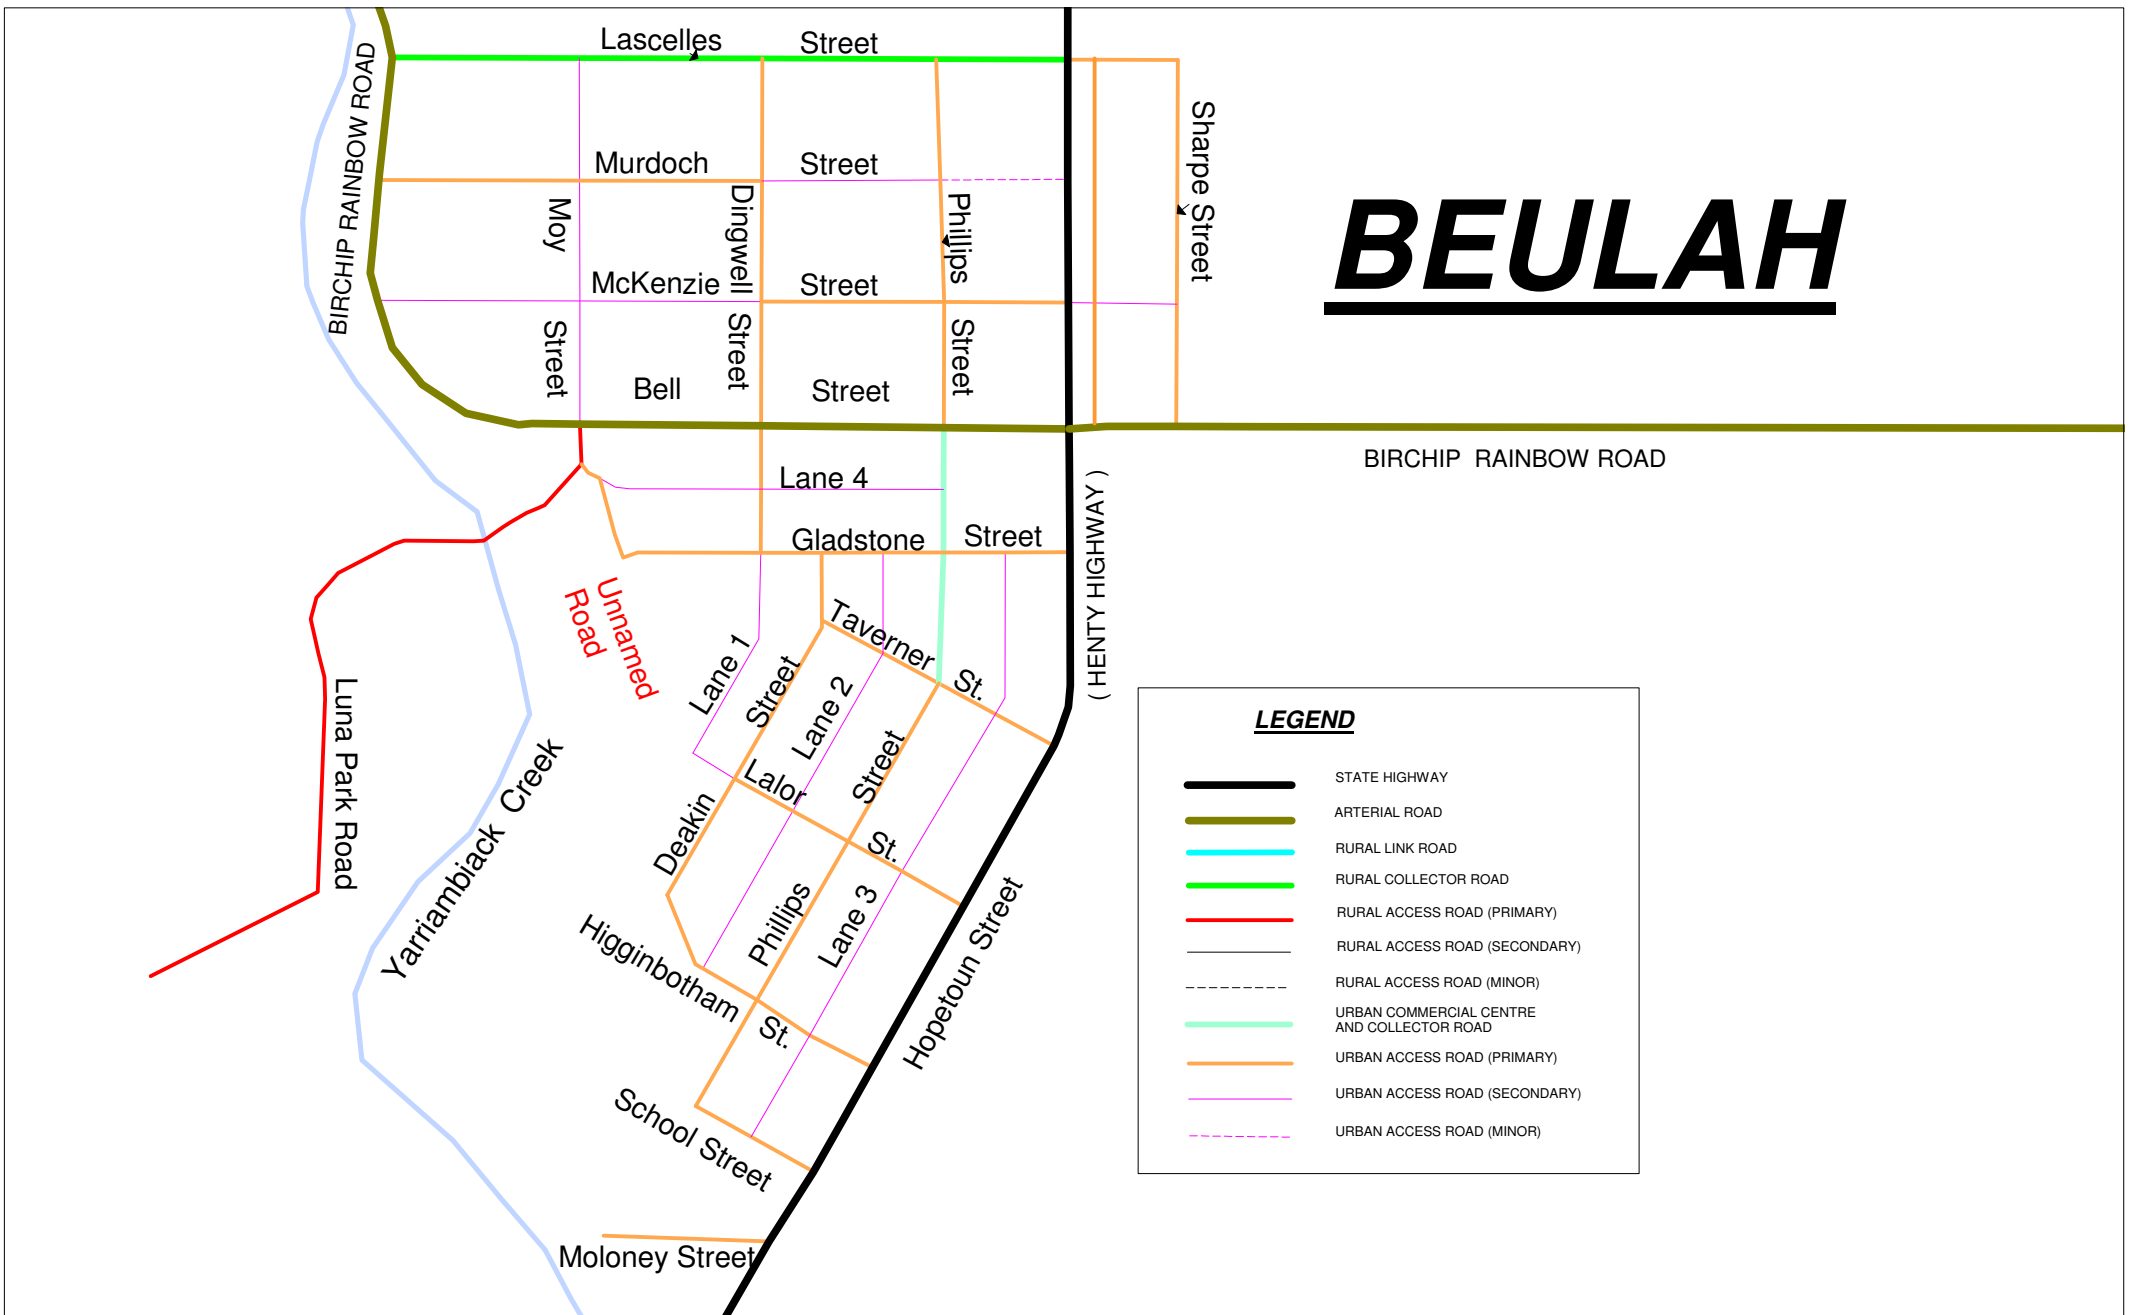 Lascelles Street
BIRCHIP RAINBOW ROAD
Murdoch Street
Sharpe Street
Moy Street
Dingwell Street
Phillips Street
BEULAH
McKenzie Street
Bell Street
BIRCHIP RAINBOW ROAD
Lane 4
( HENTY HIGHWAY )
Gladstone Street
Unnamed
Road
Taverner St.
Lane 1
Deakin Street
Lane 2
Phillips Street
Luna Park Road
Yarriambiack Creek
Lalor St.
Lane 3
Higginbotham St.
Hopetoun Street
School Street
Moloney Street
LEGEND
STATE HIGHWAY
ARTERIAL ROAD
RURAL LINK ROAD
RURAL COLLECTOR ROAD
RURAL ACCESS ROAD (PRIMARY)
RURAL ACCESS ROAD (SECONDARY)
RURAL ACCESS ROAD (MINOR)
URBAN COMMERCIAL CENTRE
AND COLLECTOR ROAD
URBAN ACCESS ROAD (PRIMARY)
URBAN ACCESS ROAD (SECONDARY)
URBAN ACCESS ROAD (MINOR)